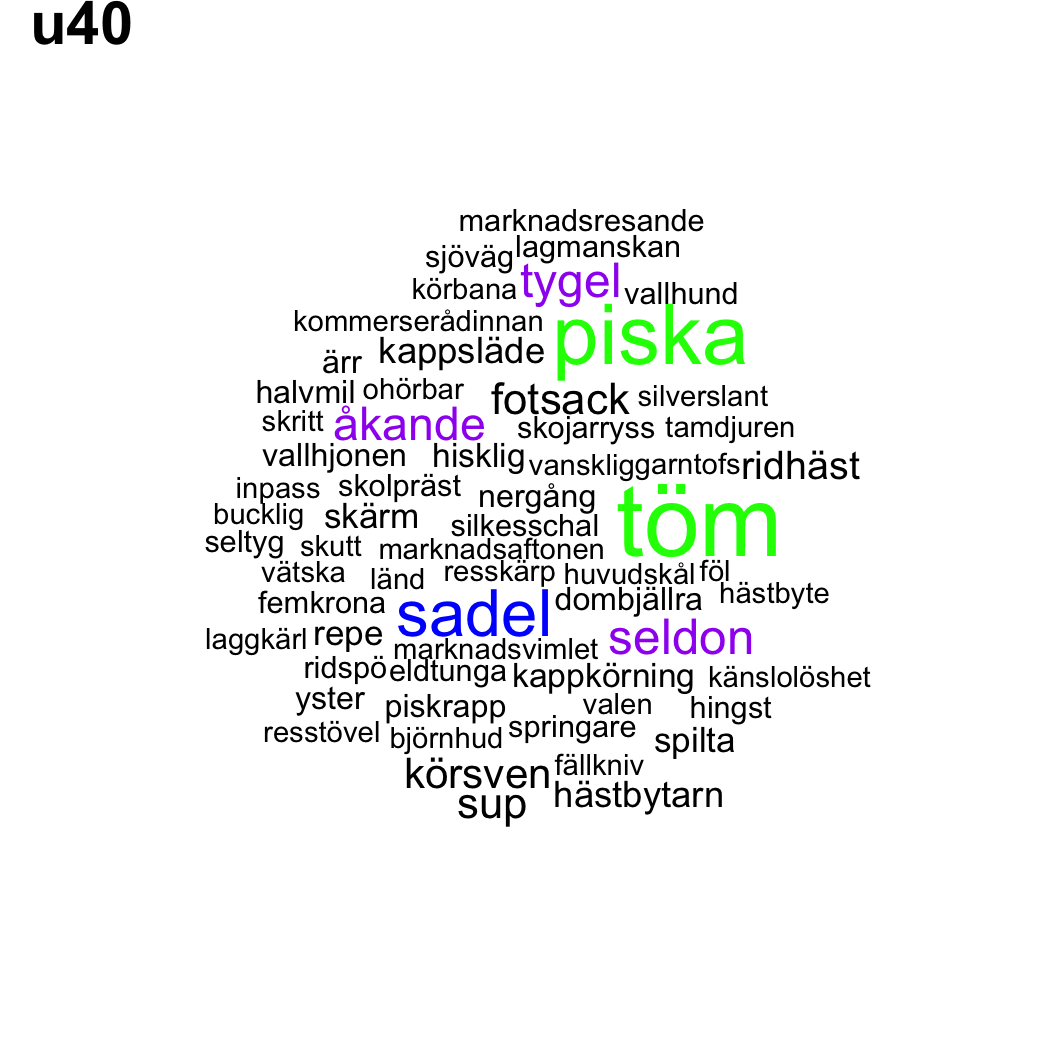 u40
marknadsresande
sjöväg lagmanskan
körbana tygel vallhund
kommerserådinnan piska
ärr kappsläde
halvmil ohörbar fotsack silverslant
skritt åkande skojarryss tamdjuren
vallhjonen hisklig vansklig garntofs ridhäst
inpass skolpräst nergång
bucklig skärm silkesschal töm
seltyg skutt marknadsaftonen
vätska länd resskärp huvudskål föl
femkrona sadel dombjällra hästbyte
laggkärl repe marknadsvimlet seldon
ridspö eldtunga kappkörning känslolöshet
yster piskrapp valen hingst
resstövel björnhud springare spilta
körsven fällkniv
sup hästbytarn